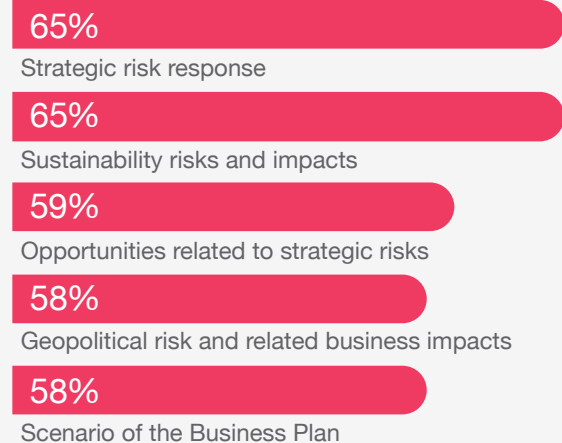 65%
Strategic risk response
65%
Sustainability risks and impacts
59%
Opportunities related to strategic risks
58%
Geopolitical risk and related business impacts
58%
Scenario of the Business Plan